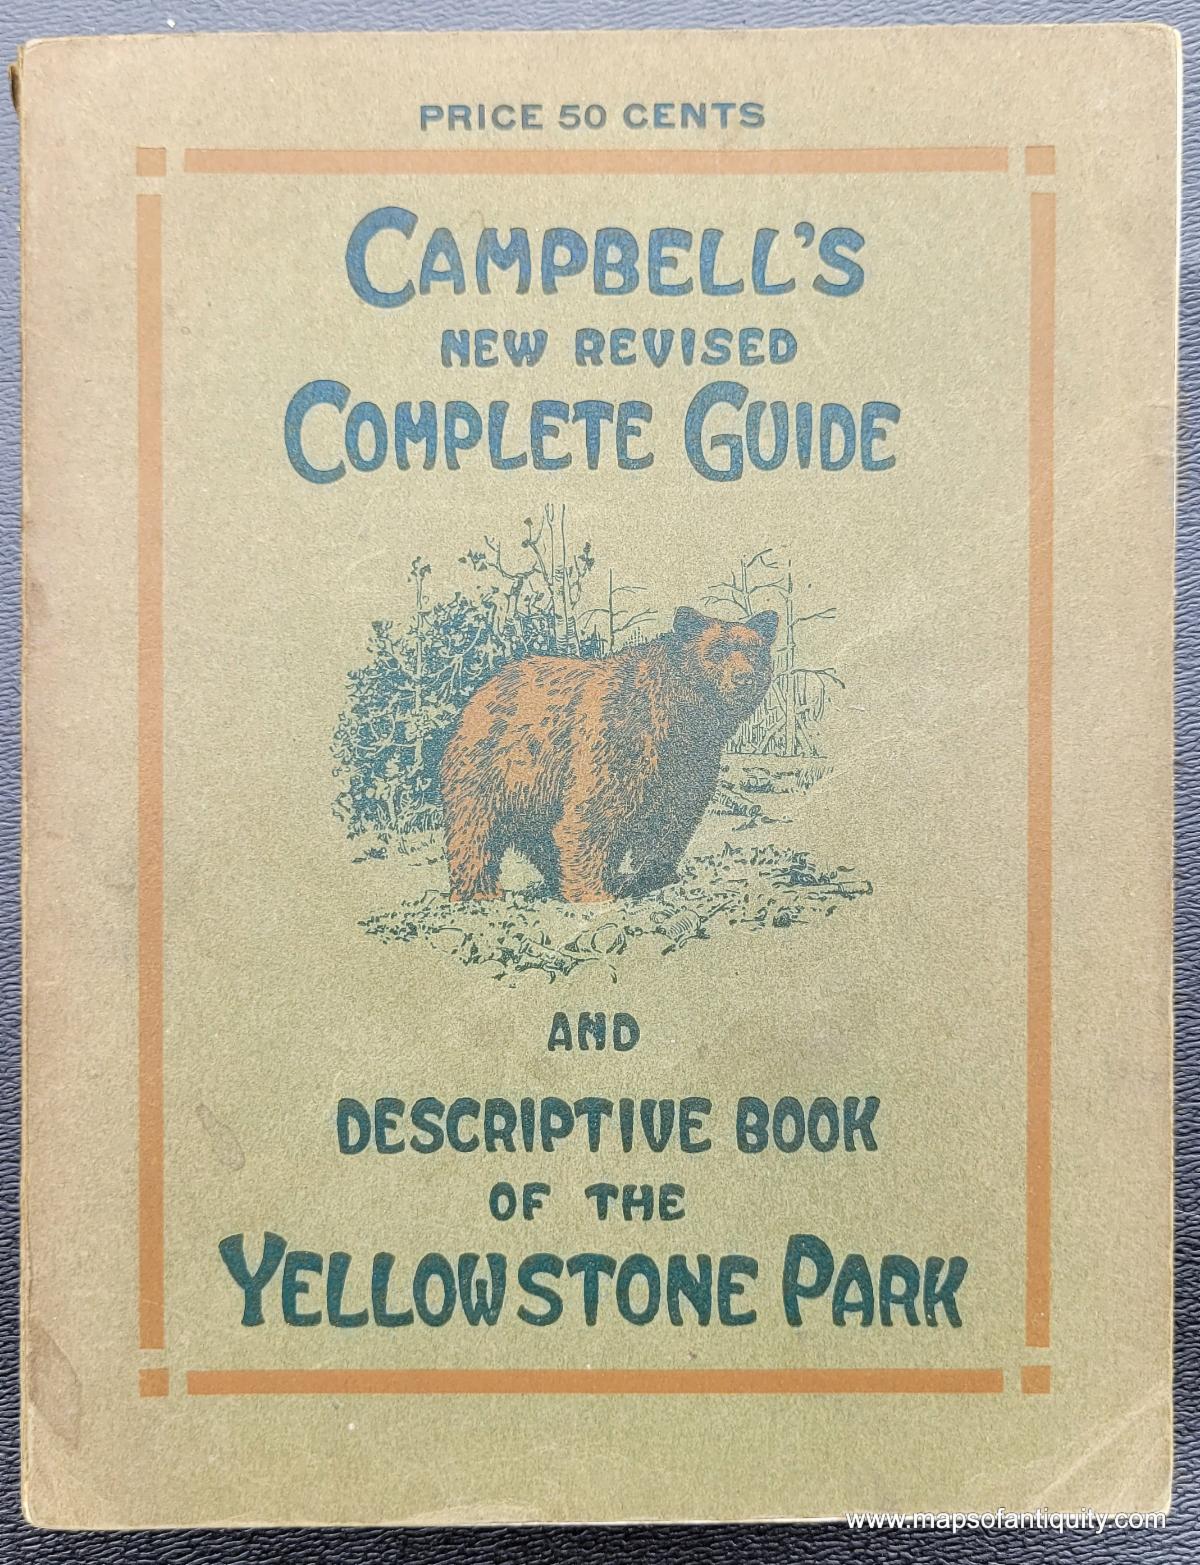 PRICE 50 CENTS
CAMPBELL'S
NEW REVISED
COMPLETE GUIDE
AND
DESCRIPTIVE BOOK
OF THE
YELLOWSTONE PARK
www.mapsofantiquity.com